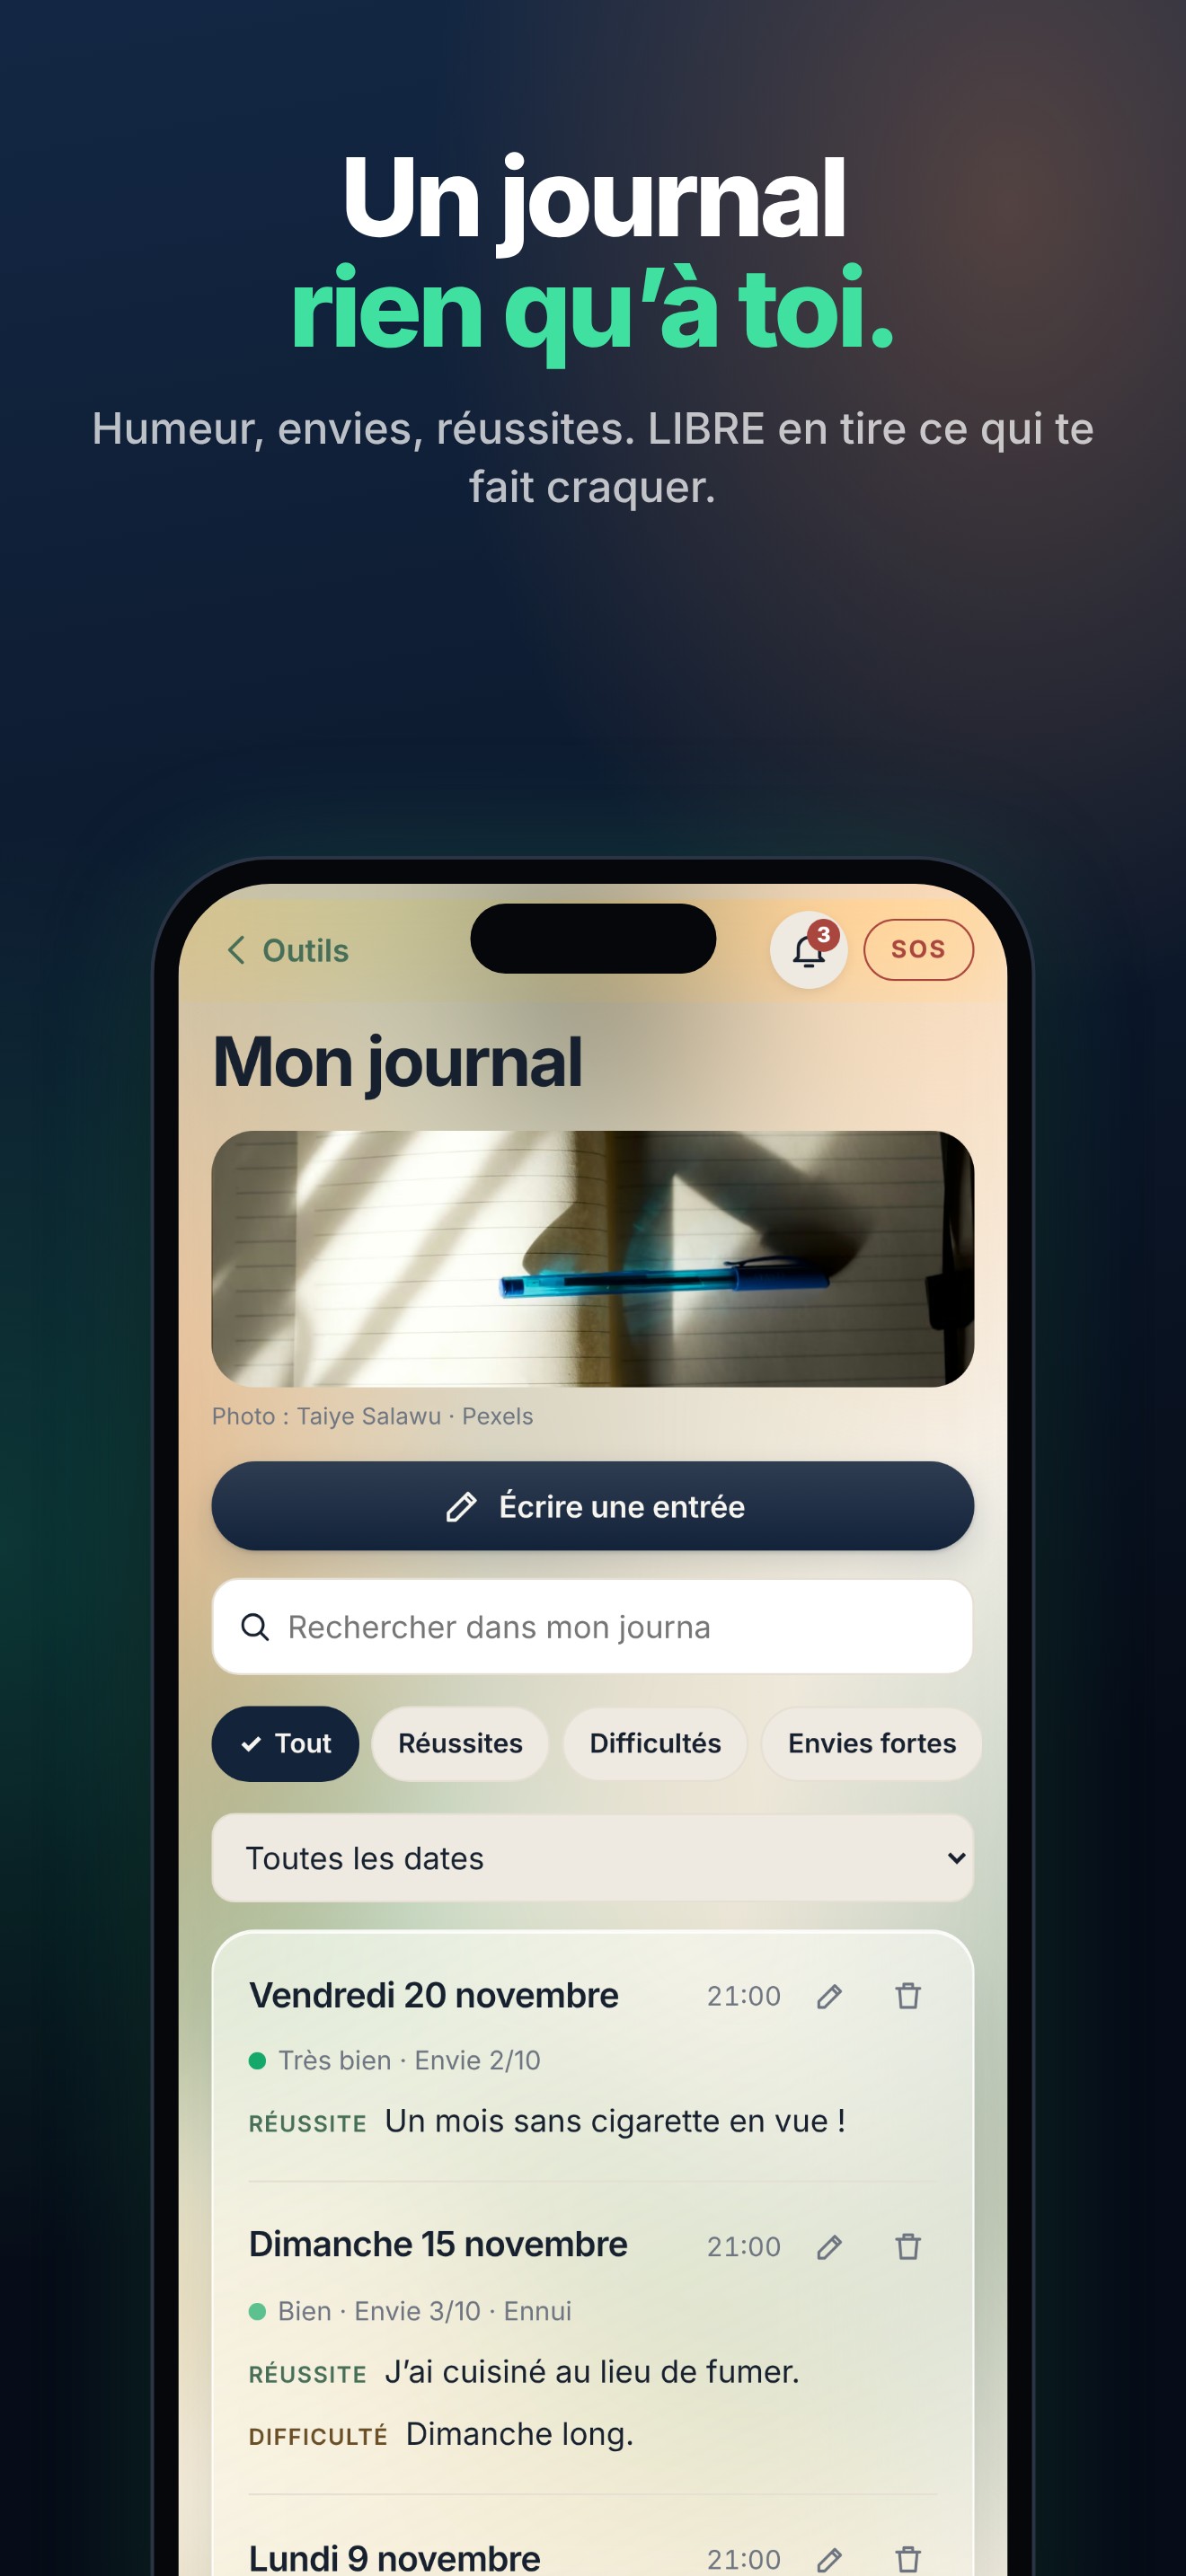 Un journal
rien qu’à toi.
Humeur, envies, réussites. LIBRE en tire ce qui te
fait craquer.
Outils
3
SOS
Mon journal
Photo : Taiye Salawu · Pexels
Écrire une entrée
Rechercher dans mon journa
Tout
Réussites
Difficultés
Envies fortes
Toutes les dates
Vendredi 20 novembre 21:00
Très bien · Envie 2/10
RÉUSSITE Un mois sans cigarette en vue !
Dimanche 15 novembre 21:00
Bien · Envie 3/10 · Ennui
RÉUSSITE J’ai cuisiné au lieu de fumer.
DIFFICULTÉ Dimanche long.
Lundi 9 novembre 21:00